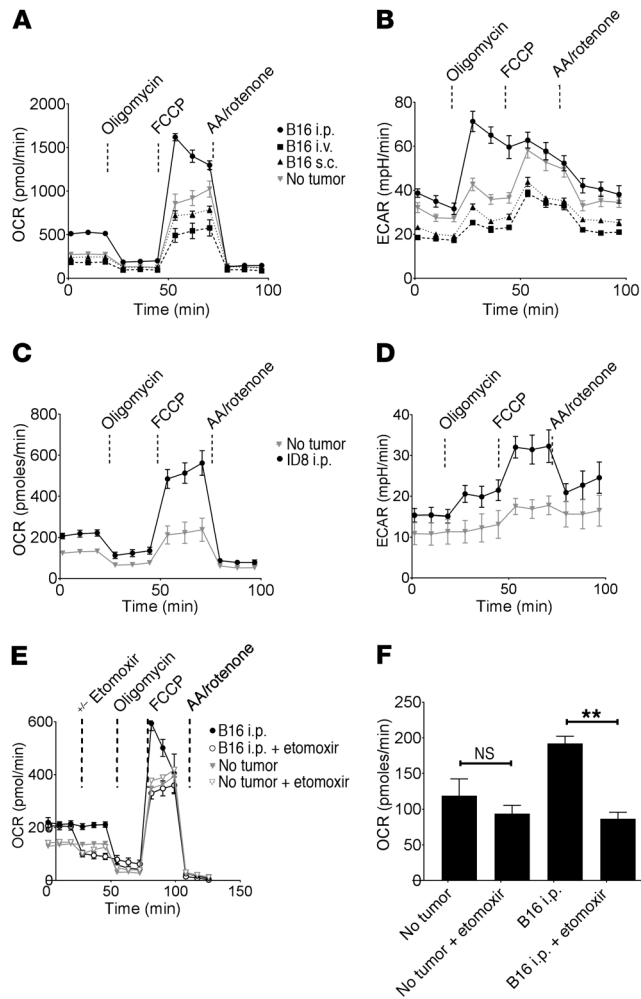 A
Oligomycin
FCCP
AA/rotenone
2000
1500
1000
500
0
OCR (pmol/min)
0
50
100
Time (min)
B16 i.p.
B16 i.v.
B16 s.c.
No tumor
B
Oligomycin
FCCP
AA/rotenone
80
60
40
20
0
ECAR (mpH/min)
0
50
100
Time (min)
C
Oligomycin
FCCP
AA/rotenone
800
600
400
200
0
OCR (pmoles/min)
0
50
100
Time (min)
No tumor
ID8 i.p.
D
Oligomycin
FCCP
AA/rotenone
40
30
20
10
0
ECAR (mpH/min)
0
50
100
Time (min)
E
+/– Etomoxir
Oligomycin
FCCP
AA/rotenone
600
400
200
0
OCR (pmol/min)
0
50
100
150
Time (min)
B16 i.p.
B16 i.p. + etomoxir
No tumor
No tumor + etomoxir
F
250
200
150
100
50
0
OCR (pmoles/min)
NS
**
No tumor
No tumor + etomoxir
B16 i.p.
B16 i.p. + etomoxir